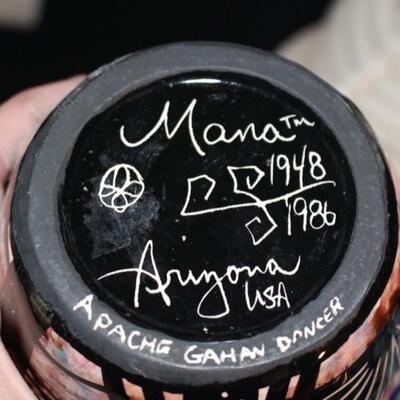 Mana™
1948
1986
Arizona
USA
APACHE GAHAN DANCER